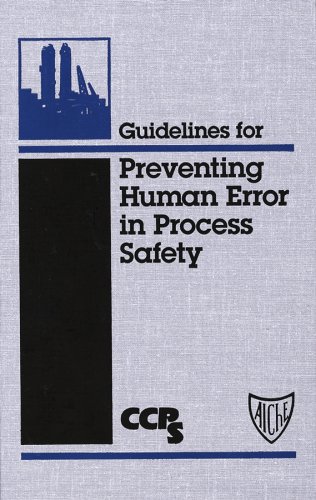 Guidelines for
Preventing
Human Error
in Process
Safety
CCPS
AIChE